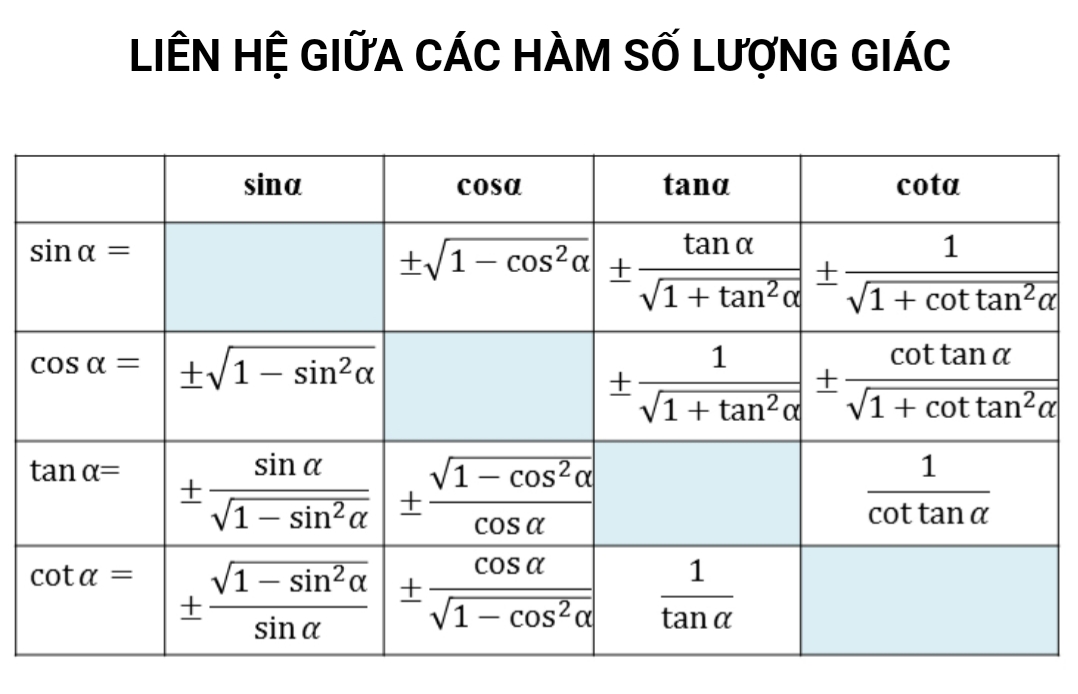 LIÊN HỆ GIỮA CÁC HÀM SỐ LƯỢNG GIÁC
sinα cosα tanα cotα
sin α = ±√(1 − cos²α) ± tan α / √(1 + tan²α) ± 1 / √(1 + cot tan²α)
cos α = ±√(1 − sin²α) ± 1 / √(1 + tan²α) ± cot tan α / √(1 + cot tan²α)
tan α= ± sin α / √(1 − sin²α) ± √(1 − cos²α) / cos α 1 / cot tan α
cot α = ± √(1 − sin²α) / sin α ± cos α / √(1 − cos²α) 1 / tan α